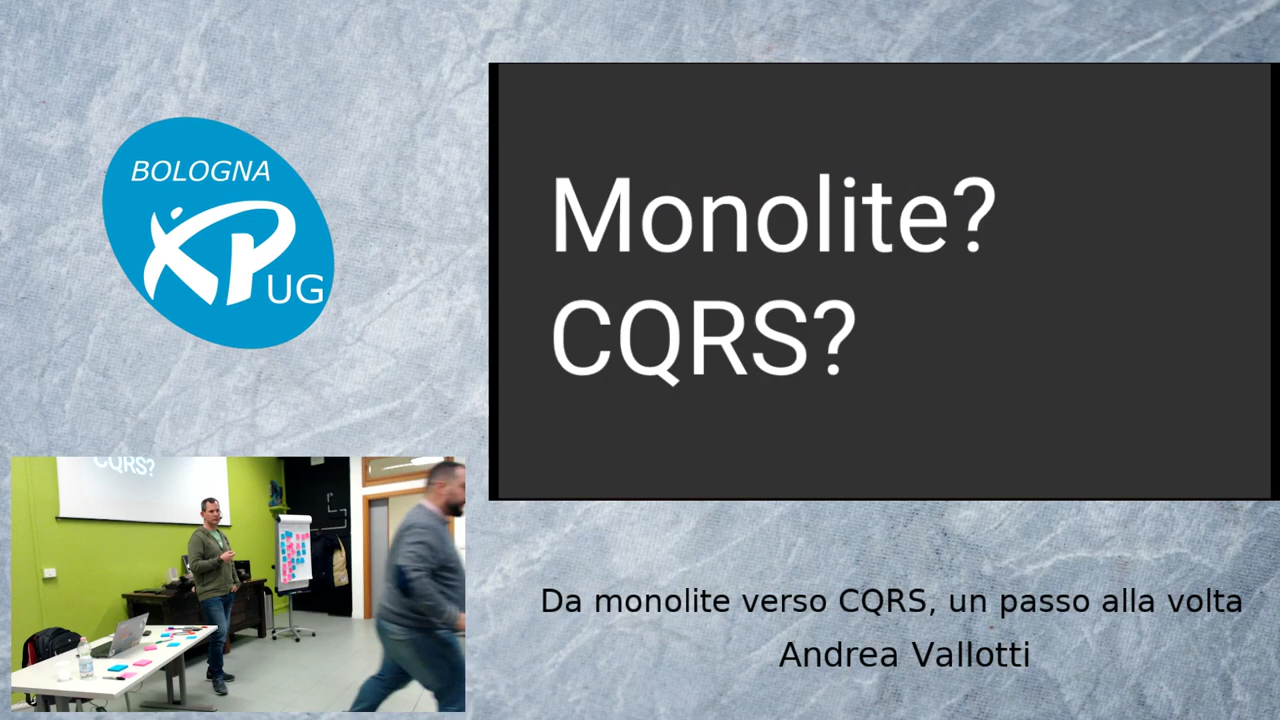 BOLOGNA
XP
UG
Monolite?
CQRS?
CQRS?
Da monolite verso CQRS, un passo alla volta
Andrea Vallotti